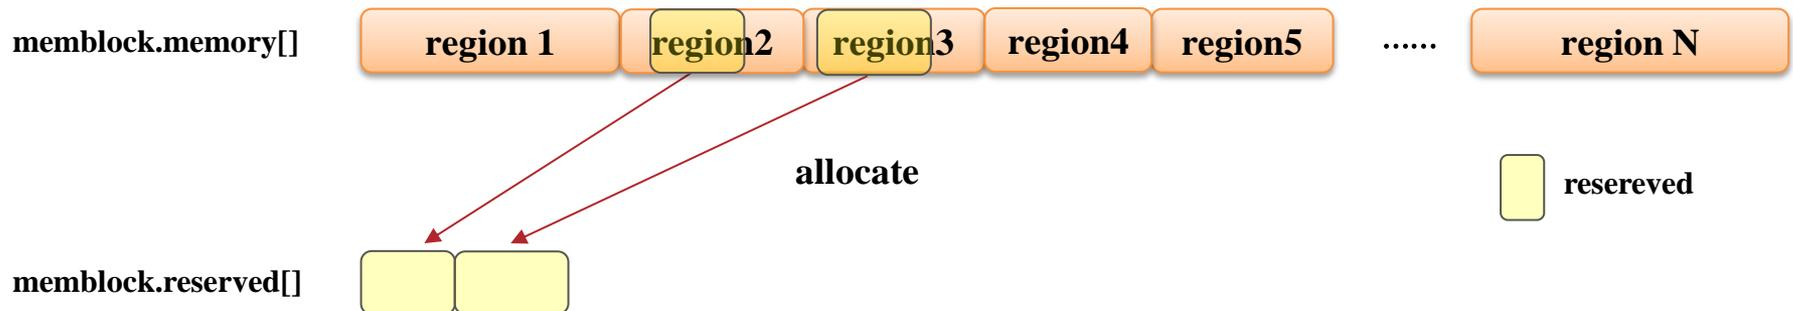 memblock.memory[] region 1 region2 region3 region4 region5 ...... region N
allocate
resereved
memblock.reserved[]